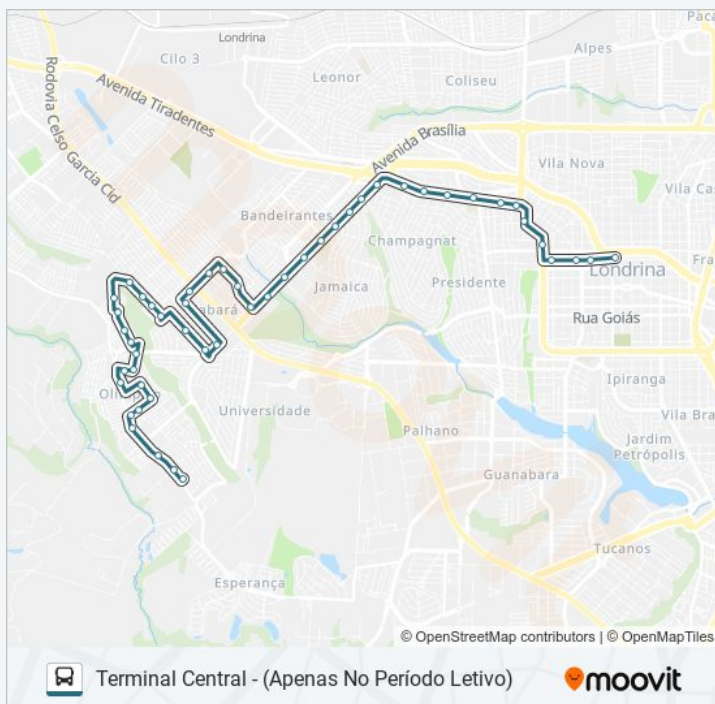 Londrina
Cilo 3
Alpes
Leonor
Coliseu
Avenida Tiradentes
Rodovia Celso Garcia Cid
Avenida Brasília
Vila Nova
Vila Ca
Bandeirantes
Champagnat
Londrina
Fra
Presidente
Jamaica
abará
Rua Goiás
Ipiranga
Oli
Universidade
Palhano
Vila Bra
Jardim
Petrópolis
Guanabara
Tucanos
Esperança
© OpenStreetMap contributors | © OpenMapTiles
Terminal Central - (Apenas No Período Letivo)
moovit